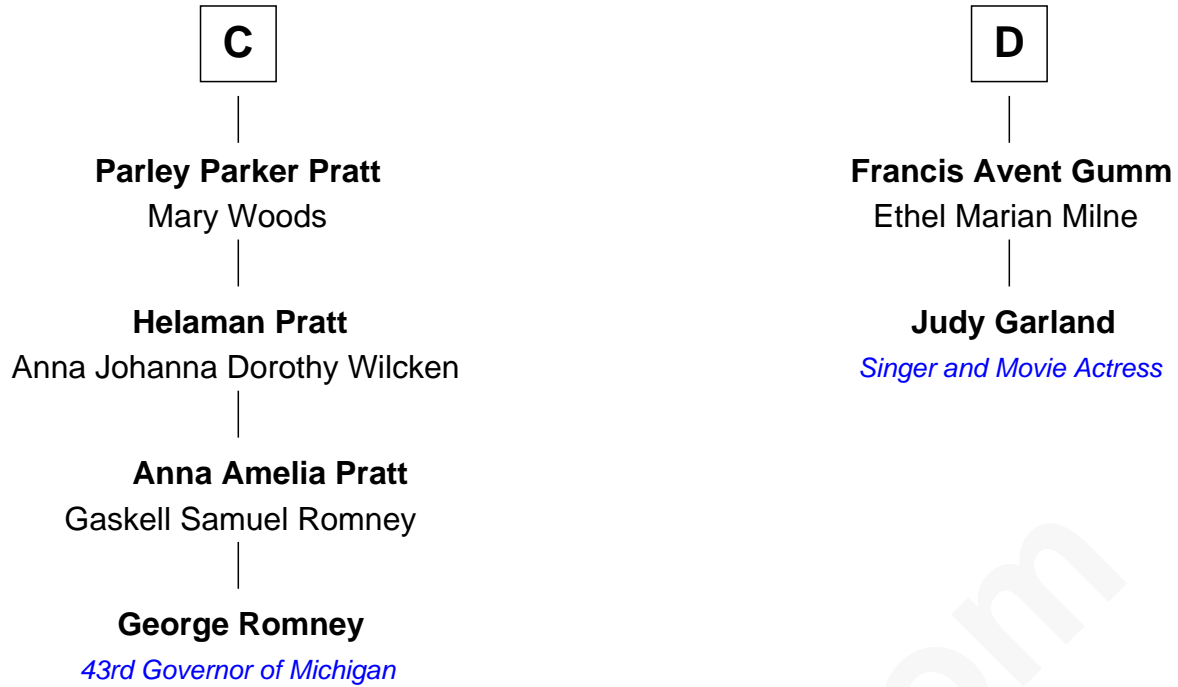 C
Parley Parker Pratt
Mary Woods
Helaman Pratt
Anna Johanna Dorothy Wilcken
Anna Amelia Pratt
Gaskell Samuel Romney
George Romney
43rd Governor of Michigan
D
Francis Avent Gumm
Ethel Marian Milne
Judy Garland
Singer and Movie Actress
om